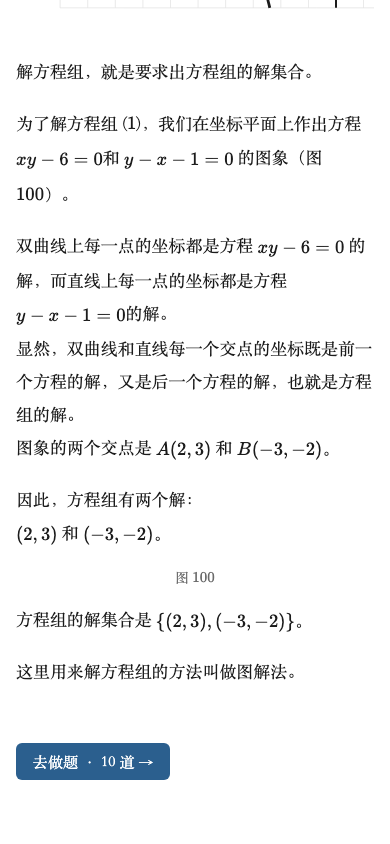 解方程组，就是要求出方程组的解集合。
为了解方程组 (1)，我们在坐标平面上作出方程
xy − 6 = 0和 y − x − 1 = 0 的图象（图
100）。
双曲线上每一点的坐标都是方程 xy − 6 = 0 的
解，而直线上每一点的坐标都是方程
y − x − 1 = 0的解。
显然，双曲线和直线每一个交点的坐标既是前一
个方程的解，又是后一个方程的解，也就是方程
组的解。
图象的两个交点是 A(2, 3) 和 B(−3, −2)。
因此，方程组有两个解：
(2, 3) 和 (−3, −2)。
图 100
方程组的解集合是 {(2, 3), (−3, −2)}。
这里用来解方程组的方法叫做图解法。
去做题 · 10 道 →